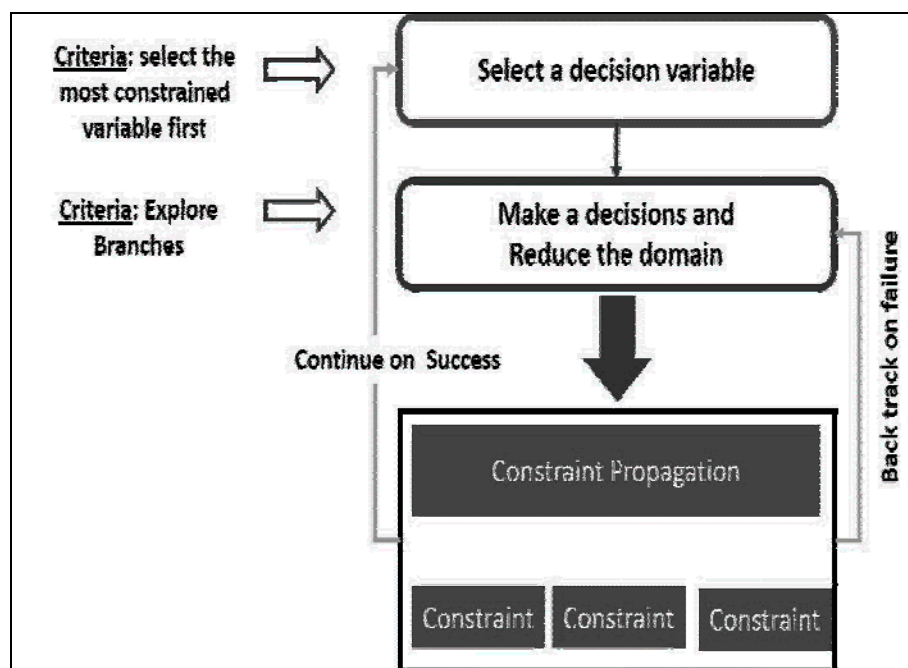 Criteria: select the
most constrained
variable first
Select a decision variable
Criteria: Explore
Branches
Make a decisions and
Reduce the domain
Continue on Success
Back track on failure
Constraint Propagation
Constraint
Constraint
Constraint